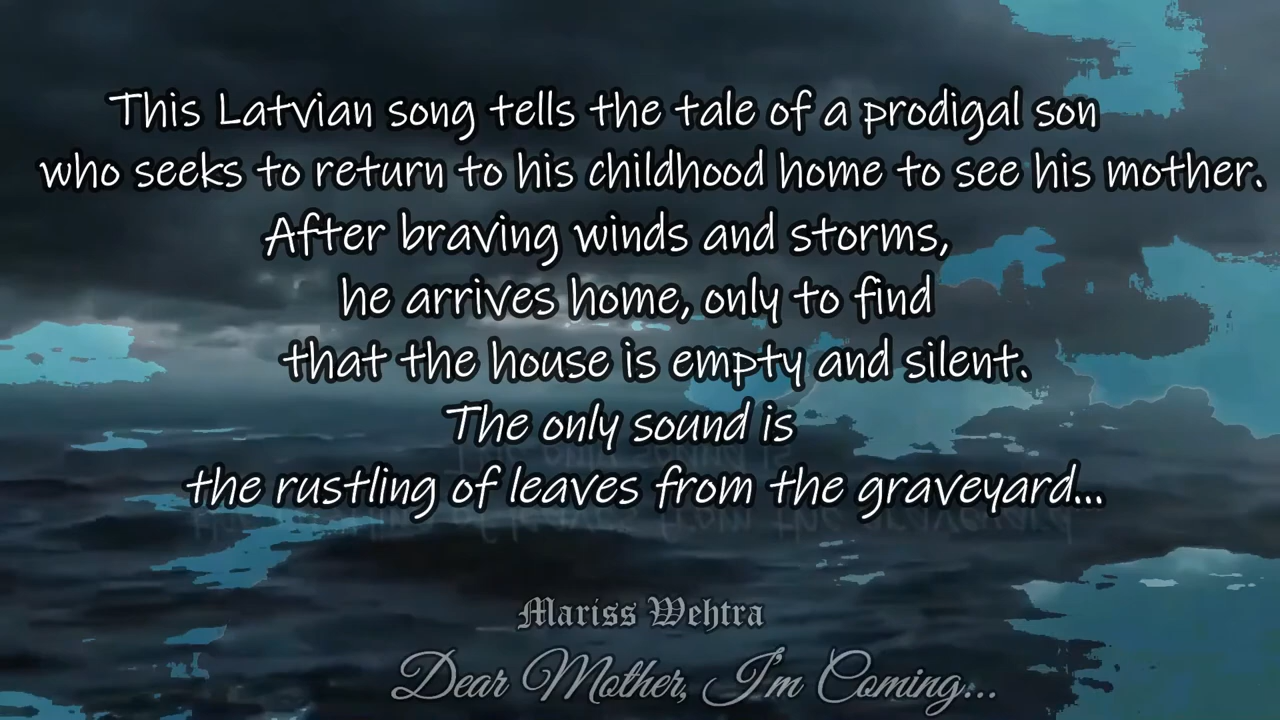 This Latvian song tells the tale of a prodigal son
who seeks to return to his childhood home to see his mother.
After braving winds and storms,
he arrives home, only to find
that the house is empty and silent.
The only sound is
the rustling of leaves from the graveyard...
Mariss Wehtra
Dear Mother, I'm Coming...